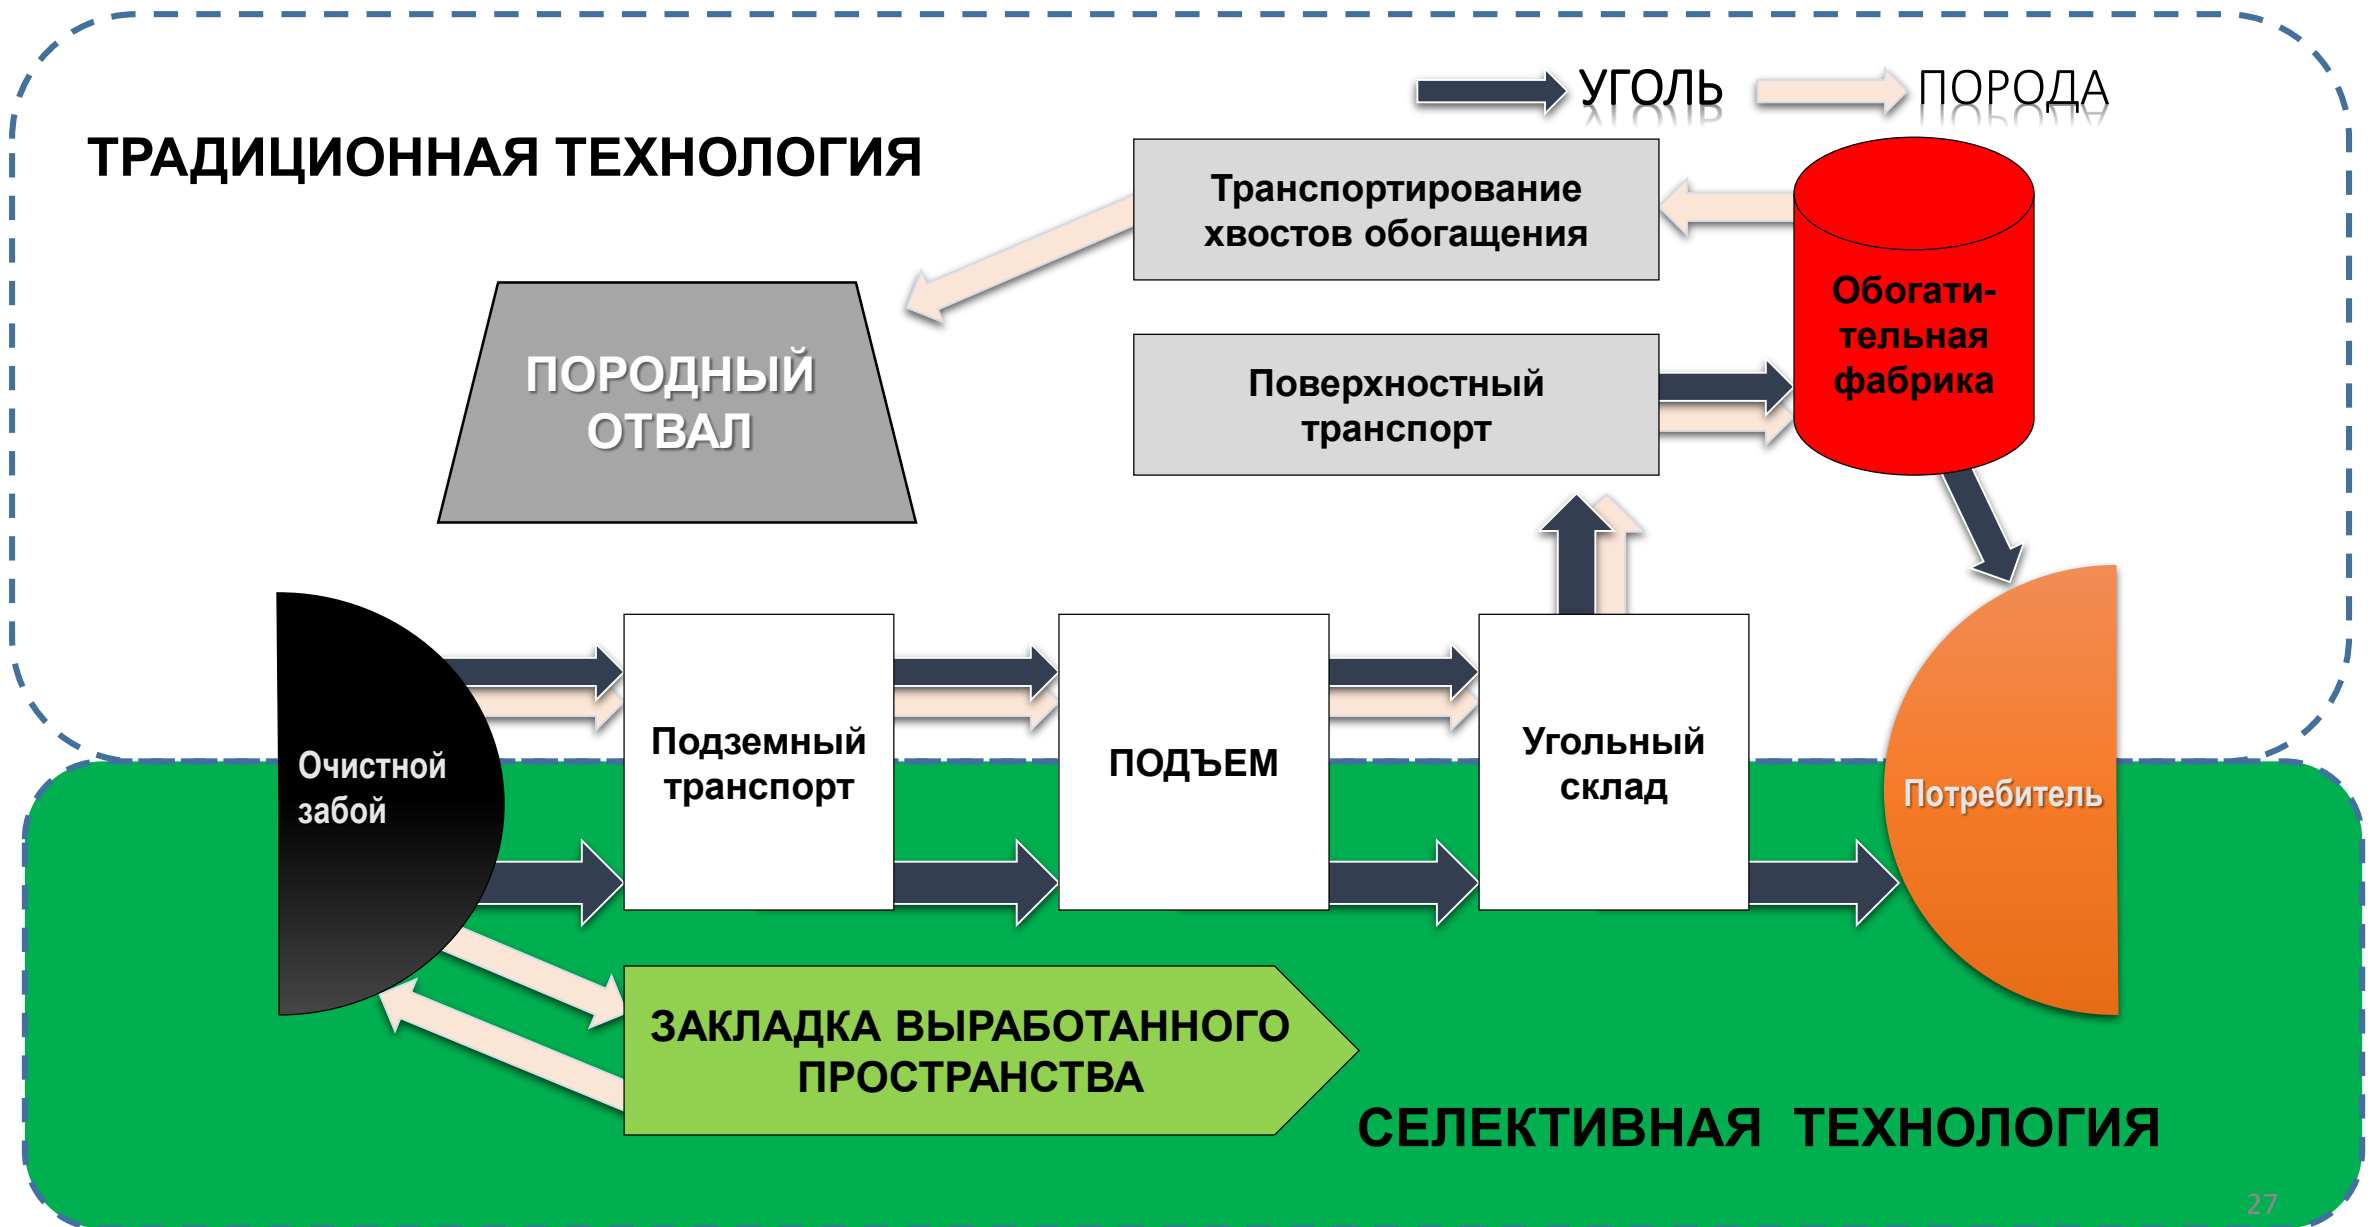 УГОЛЬ ПОРОДА
ТРАДИЦИОННАЯ ТЕХНОЛОГИЯ
Транспортирование
хвостов обогащения
Обогати-
тельная
фабрика
ПОРОДНЫЙ
ОТВАЛ
Поверхностный
транспорт
Очистной
забой
Подземный
транспорт
ПОДЪЕМ
Угольный
склад
Потребитель
ЗАКЛАДКА ВЫРАБОТАННОГО
ПРОСТРАНСТВА
СЕЛЕКТИВНАЯ ТЕХНОЛОГИЯ
27